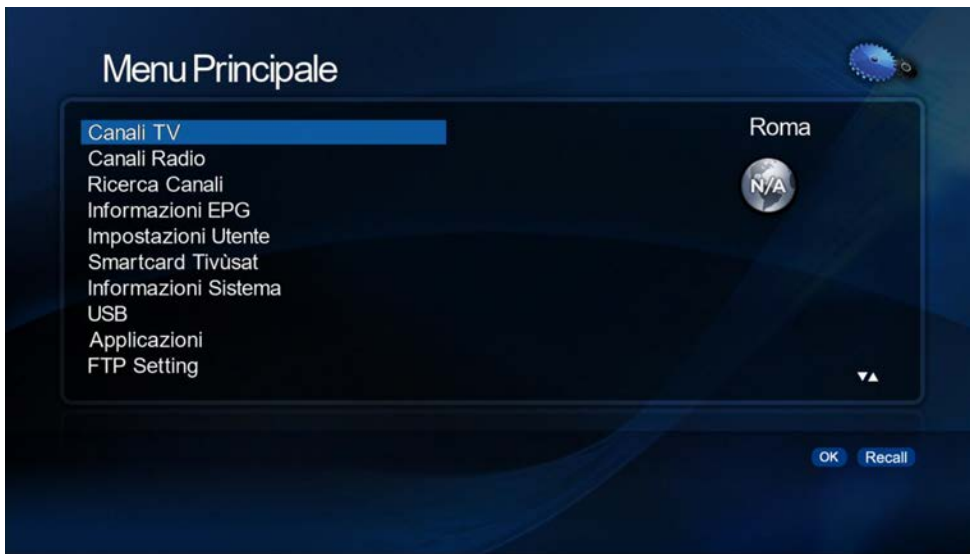 Menu Principale
Canali TV
Canali Radio
Ricerca Canali
Informazioni EPG
Impostazioni Utente
Smartcard Tivùsat
Informazioni Sistema
USB
Applicazioni
FTP Setting
Roma
N/A
OK Recall